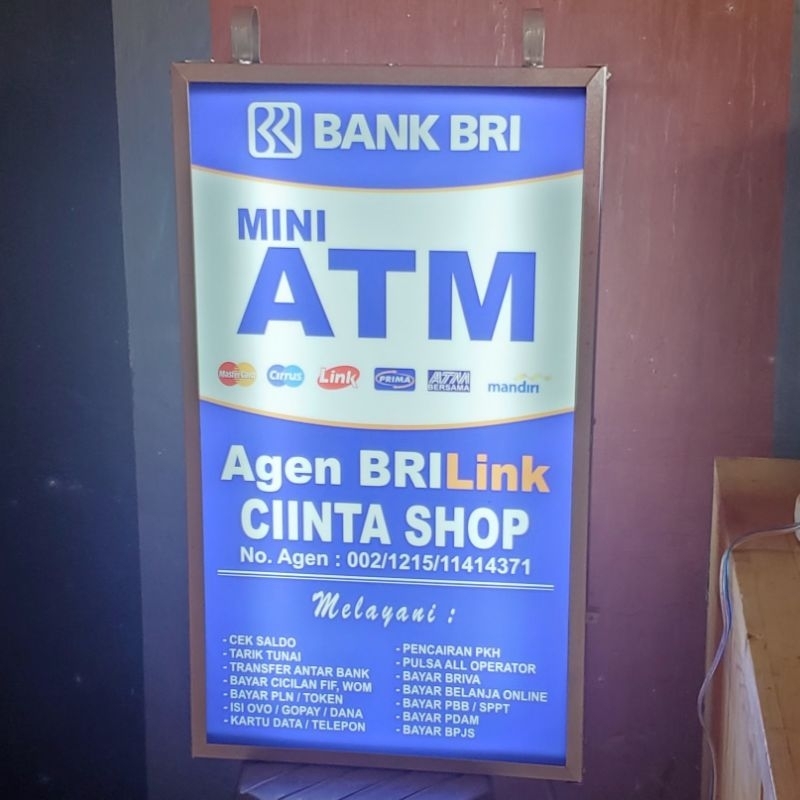 BANK BRI
MINI
ATM
MasterCard Cirrus Link PRIMA ATM BERSAMA mandiri
Agen BRILink
CIINTA SHOP
No. Agen : 002/1215/11414371
Melayani :
- CEK SALDO
- TARIK TUNAI
- TRANSFER ANTAR BANK
- BAYAR CICILAN FIF, WOM
- BAYAR PLN / TOKEN
- ISI OVO / GOPAY / DANA
- KARTU DATA / TELEPON
- PENCAIRAN PKH
- PULSA ALL OPERATOR
- BAYAR BRIVA
- BAYAR BELANJA ONLINE
- BAYAR PBB / SPPT
- BAYAR PDAM
- BAYAR BPJS